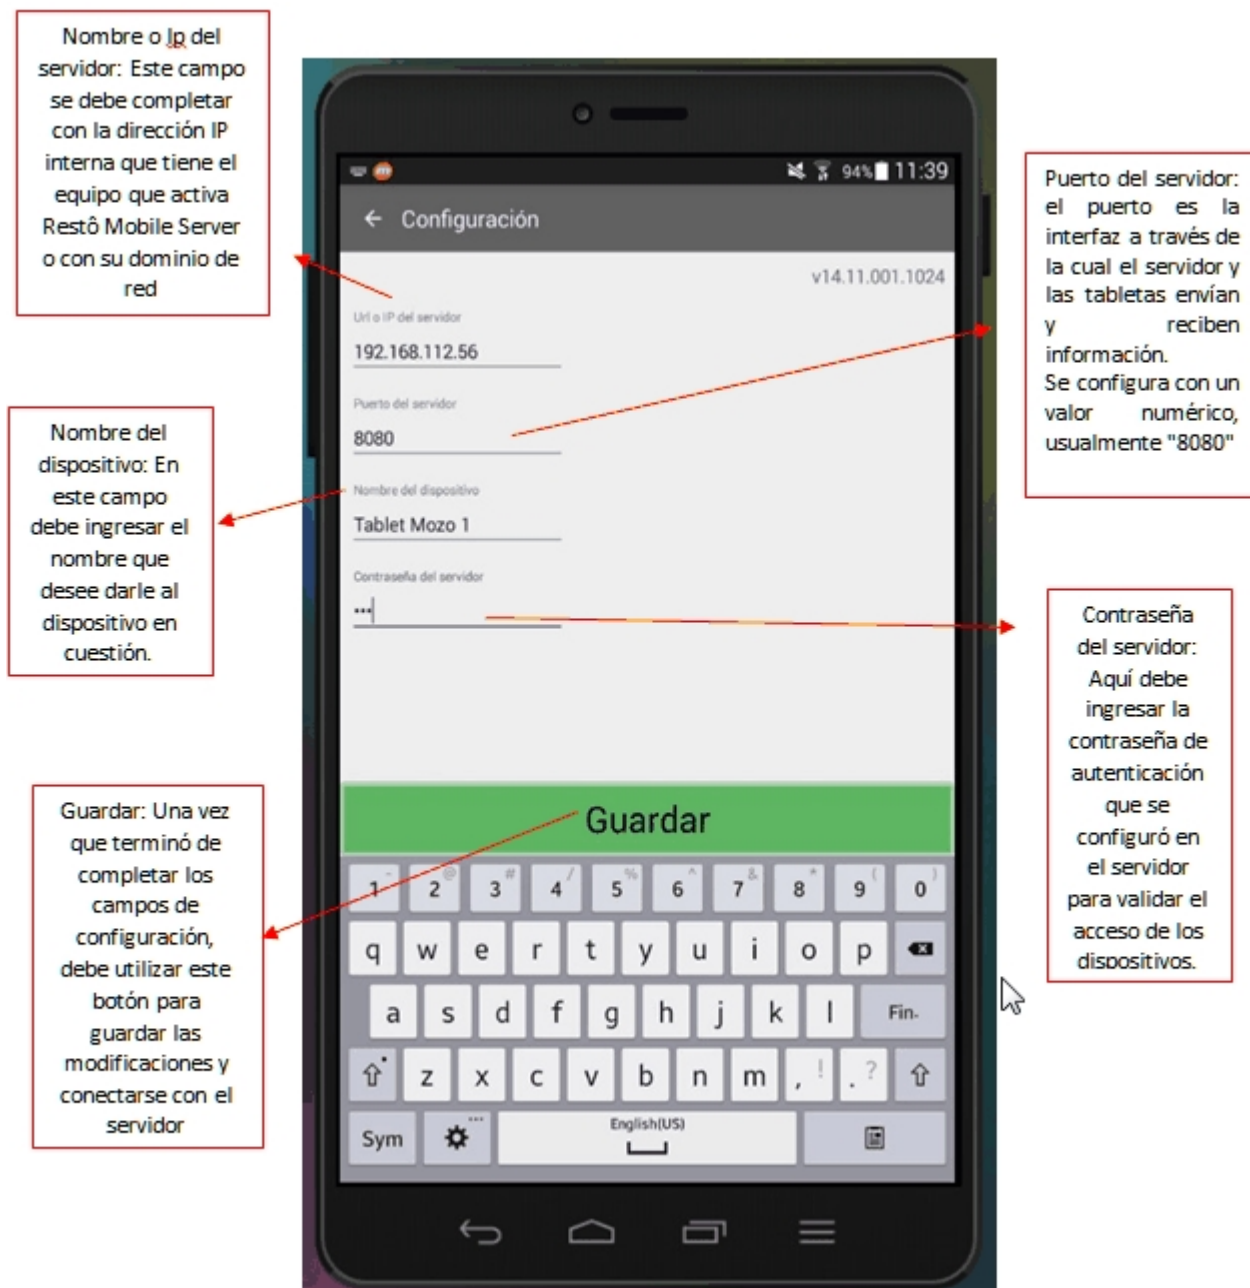 Nombre o Ip del
servidor: Este campo
se debe completar
con la dirección IP
interna que tiene el
equipo que activa
Restô Mobile Server
o con su dominio de
red
Nombre del
dispositivo: En
este campo
debe ingresar el
nombre que
desee darle al
dispositivo en
cuestión.
Guardar: Una vez
que terminó de
completar los
campos de
configuración,
debe utilizar este
botón para
guardar las
modificaciones y
conectarse con el
servidor
94% 11:39
Configuración
v14.11.001.1024
Url o IP del servidor
192.168.112.56
Puerto del servidor
8080
Nombre del dispositivo
Tablet Mozo 1
Contraseña del servidor
•••
Guardar
1 - 2 @ 3 # 4 / 5 % 6 ^ 7 & 8 * 9 ( 0 )
q w e r t y u i o p
a s d f g h j k l Fin.
z x c v b n m , ! . ?
Sym English(US)
Puerto del servidor:
el puerto es la
interfaz a través de
la cual el servidor y
las tabletas envían
y reciben
información.
Se configura con un
valor numérico,
usualmente "8080"
Contraseña
del servidor:
Aquí debe
ingresar la
contraseña de
autenticación
que se
configuró en
el servidor
para validar el
acceso de los
dispositivos.